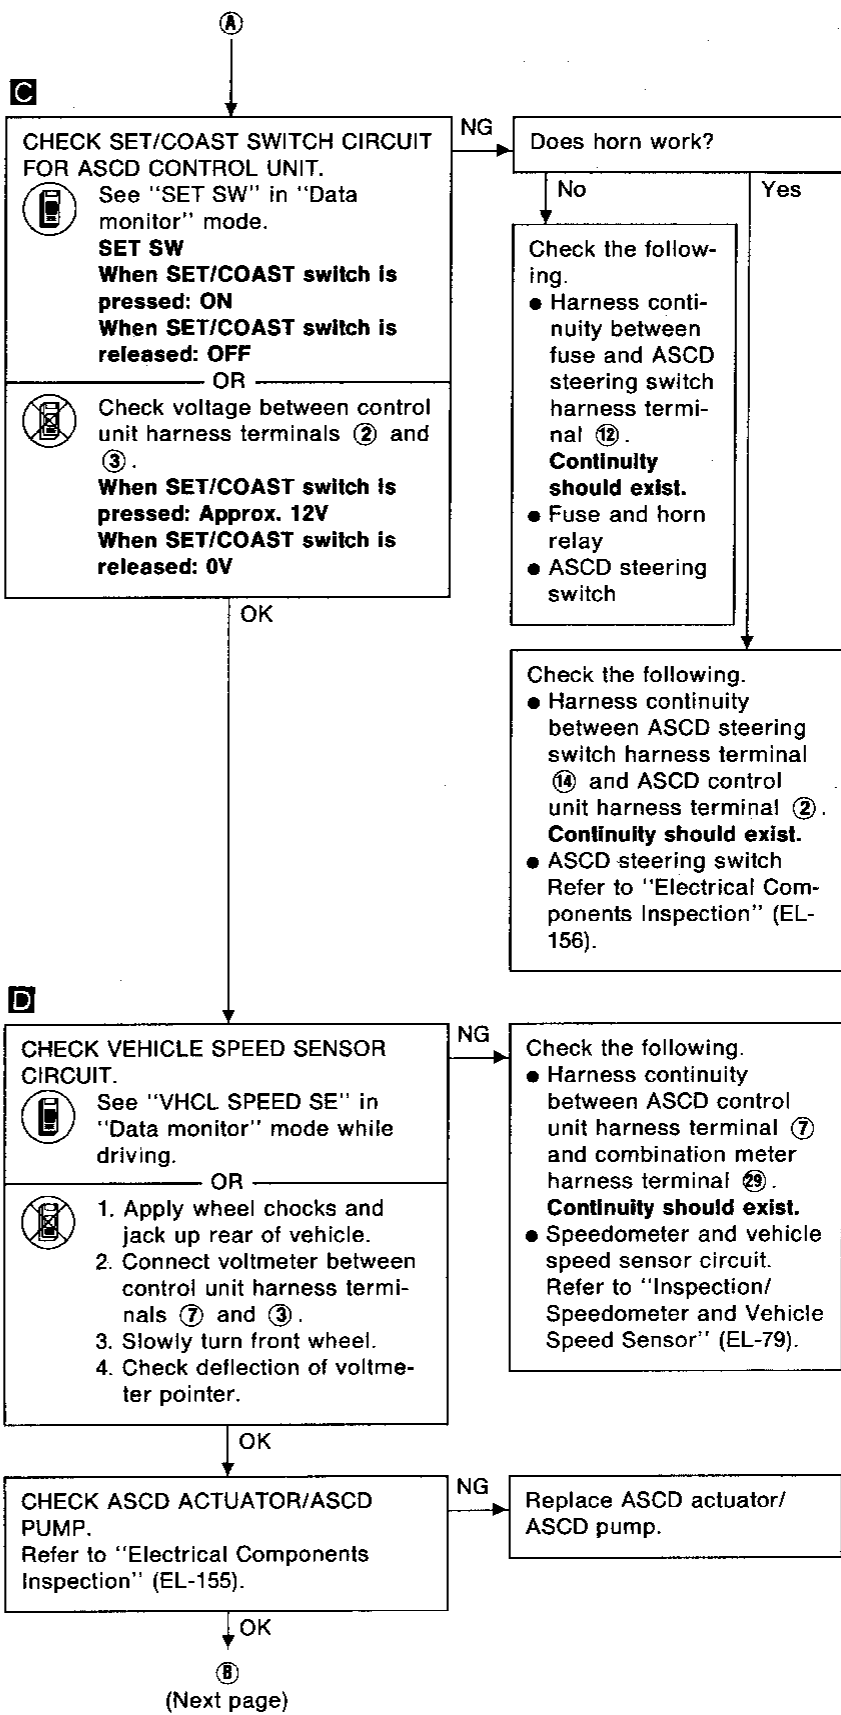 Ⓐ
C
CHECK SET/COAST SWITCH CIRCUIT
FOR ASCD CONTROL UNIT.
See "SET SW" in "Data
monitor" mode.
SET SW
When SET/COAST switch is
pressed: ON
When SET/COAST switch is
released: OFF
OR
Check voltage between control
unit harness terminals ② and
③.
When SET/COAST switch is
pressed: Approx. 12V
When SET/COAST switch is
released: 0V
NG
Does horn work?
No
Yes
Check the follow-
ing.
● Harness conti-
nuity between
fuse and ASCD
steering switch
harness termi-
nal ⑫.
Continuity
should exist.
● Fuse and horn
relay
● ASCD steering
switch
OK
Check the following.
● Harness continuity
between ASCD steering
switch harness terminal
⑭ and ASCD control
unit harness terminal ②.
Continuity should exist.
● ASCD steering switch
Refer to "Electrical Com-
ponents Inspection" (EL-
156).
D
CHECK VEHICLE SPEED SENSOR
CIRCUIT.
See "VHCL SPEED SE" in
"Data monitor" mode while
driving.
OR
1. Apply wheel chocks and
jack up rear of vehicle.
2. Connect voltmeter between
control unit harness termi-
nals ⑦ and ③.
3. Slowly turn front wheel.
4. Check deflection of voltme-
ter pointer.
NG
Check the following.
● Harness continuity
between ASCD control
unit harness terminal ⑦
and combination meter
harness terminal ㉙.
Continuity should exist.
● Speedometer and vehicle
speed sensor circuit.
Refer to "Inspection/
Speedometer and Vehicle
Speed Sensor" (EL-79).
OK
CHECK ASCD ACTUATOR/ASCD
PUMP.
Refer to "Electrical Components
Inspection" (EL-155).
NG
Replace ASCD actuator/
ASCD pump.
OK
Ⓑ
(Next page)